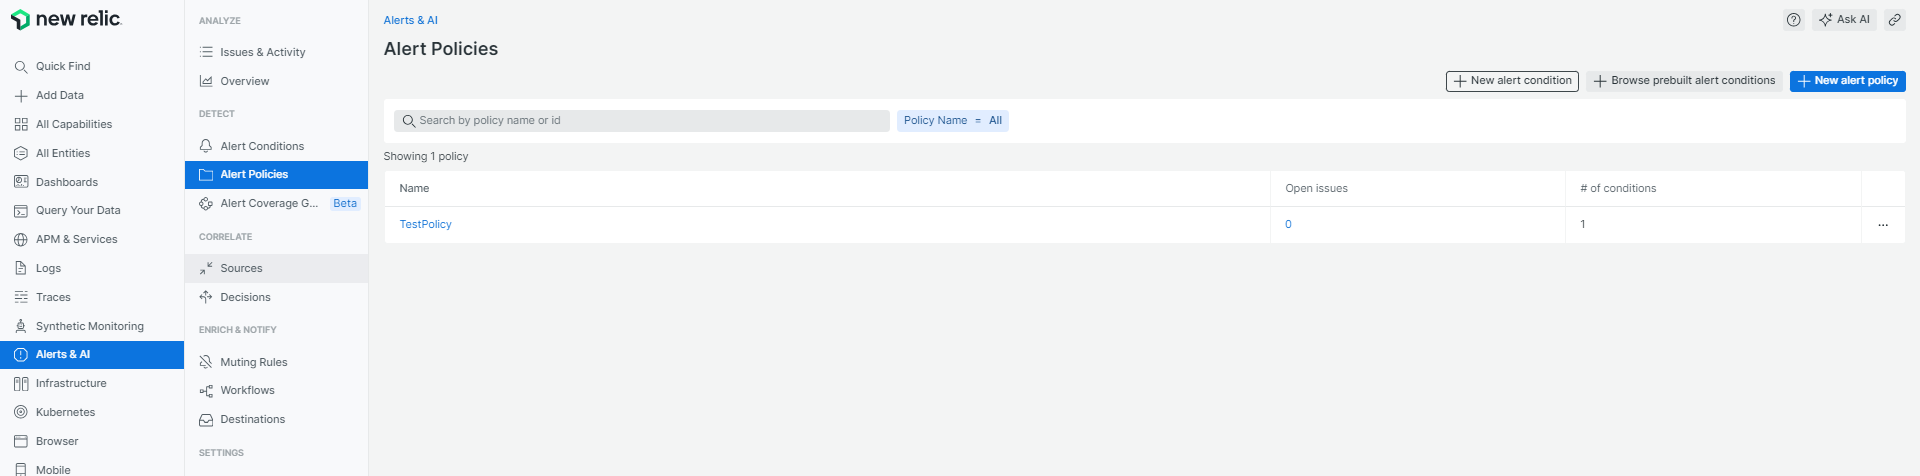 new relic
Quick Find
Add Data
All Capabilities
All Entities
Dashboards
Query Your Data
APM & Services
Logs
Traces
Synthetic Monitoring
Alerts & AI
Infrastructure
Kubernetes
Browser
Mobile
ANALYZE
Issues & Activity
Overview
DETECT
Alert Conditions
Alert Policies
Alert Coverage G... Beta
CORRELATE
Sources
Decisions
ENRICH & NOTIFY
Muting Rules
Workflows
Destinations
SETTINGS
Alerts & AI
Ask AI
Alert Policies
New alert condition Browse prebuilt alert conditions New alert policy
Search by policy name or id Policy Name = All
Showing 1 policy
Name Open issues # of conditions
TestPolicy 0 1 ...